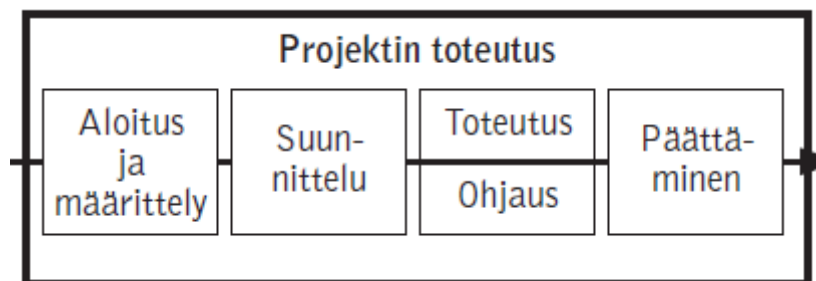 Projektin toteutus
Aloitus
ja
määrittely
Suun-
nittelu
Toteutus
Ohjaus
Päättä-
minen